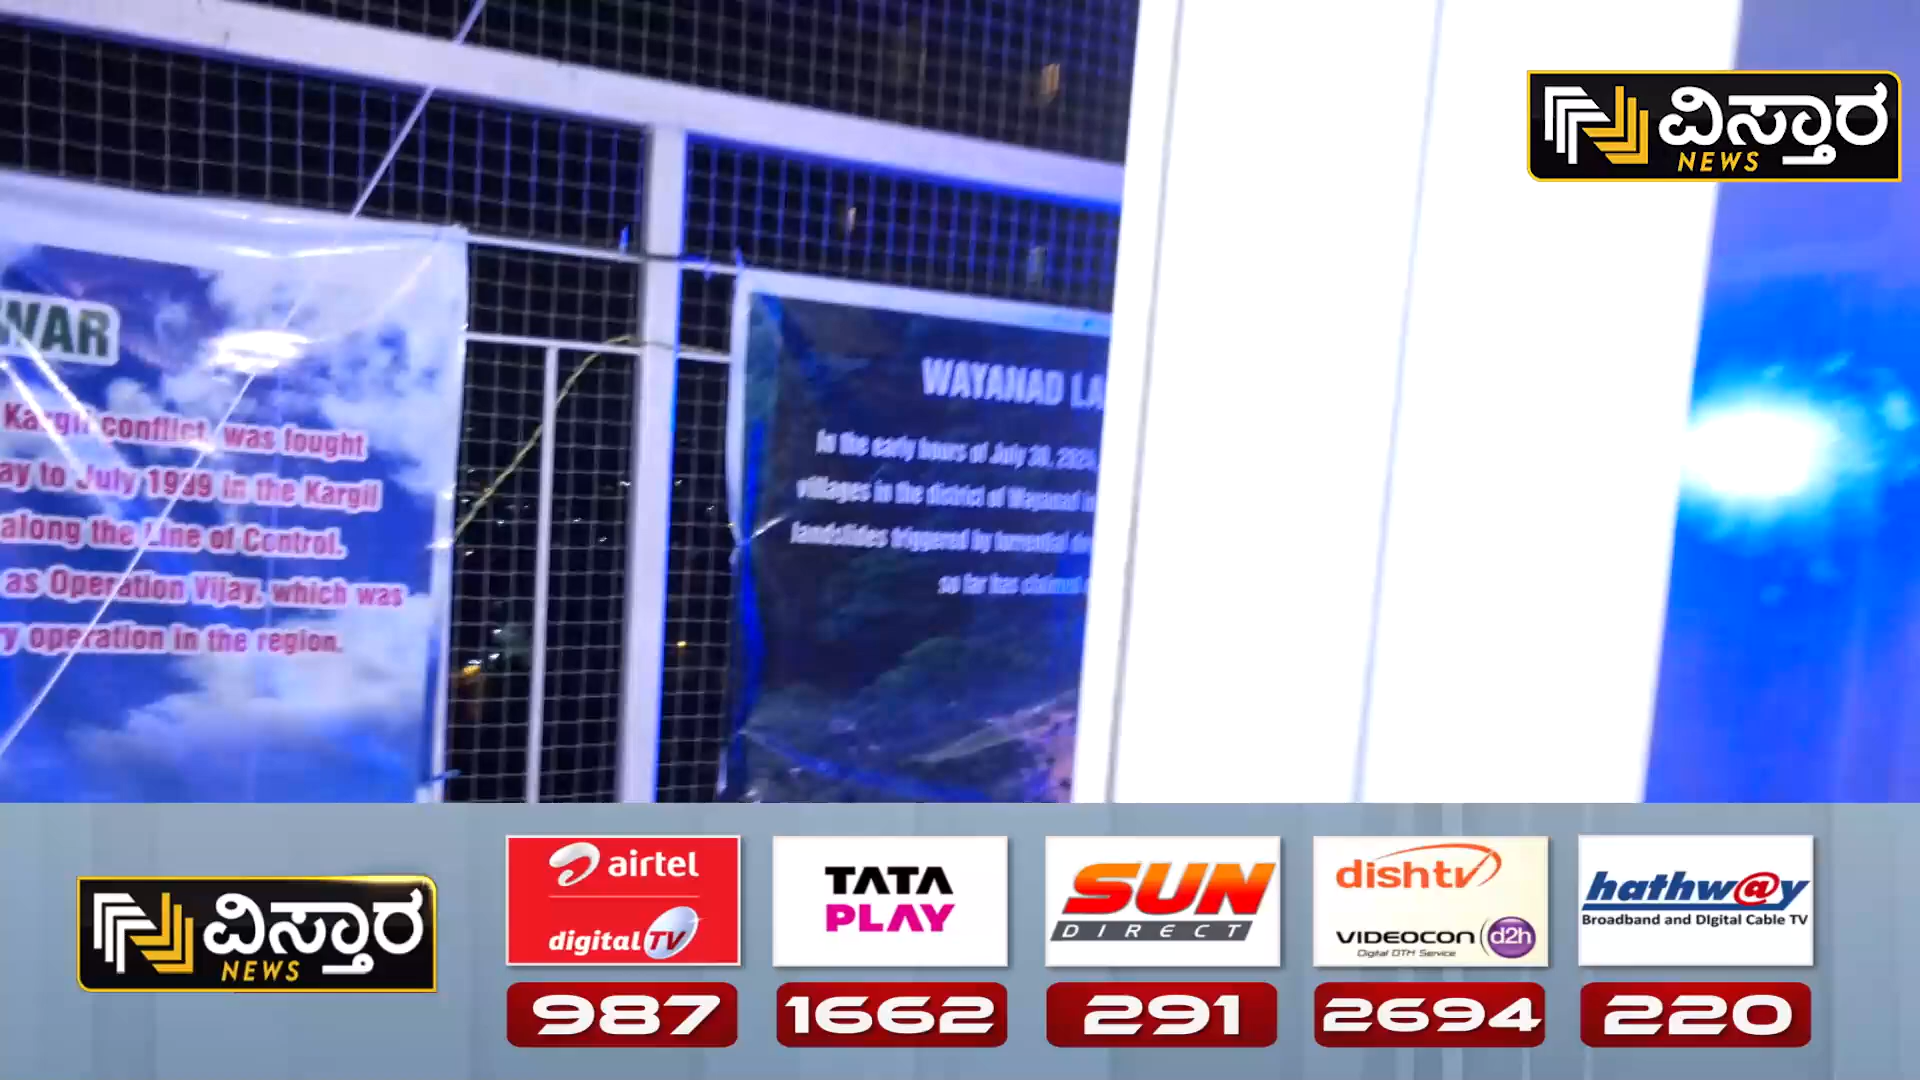 ವಿಸ್ತಾರ
NEWS
WAR
Kargil conflict, was fought
ay to July 1999 in the Kargil
along the Line of Control.
as Operation Vijay, which was
y operation in the region.
WAYANAD LA
In the early hours of July 30,
villages in the district of Wayanad in
landslides triggered by torrential
so far has claimed
ವಿಸ್ತಾರ
NEWS
airtel
digital TV
987
TATA
PLAY
1662
SUN
DIRECT
291
dishtv
VIDEOCON d2h
Digital DTH Service
2694
hathw@y
Broadband and Digital Cable TV
220